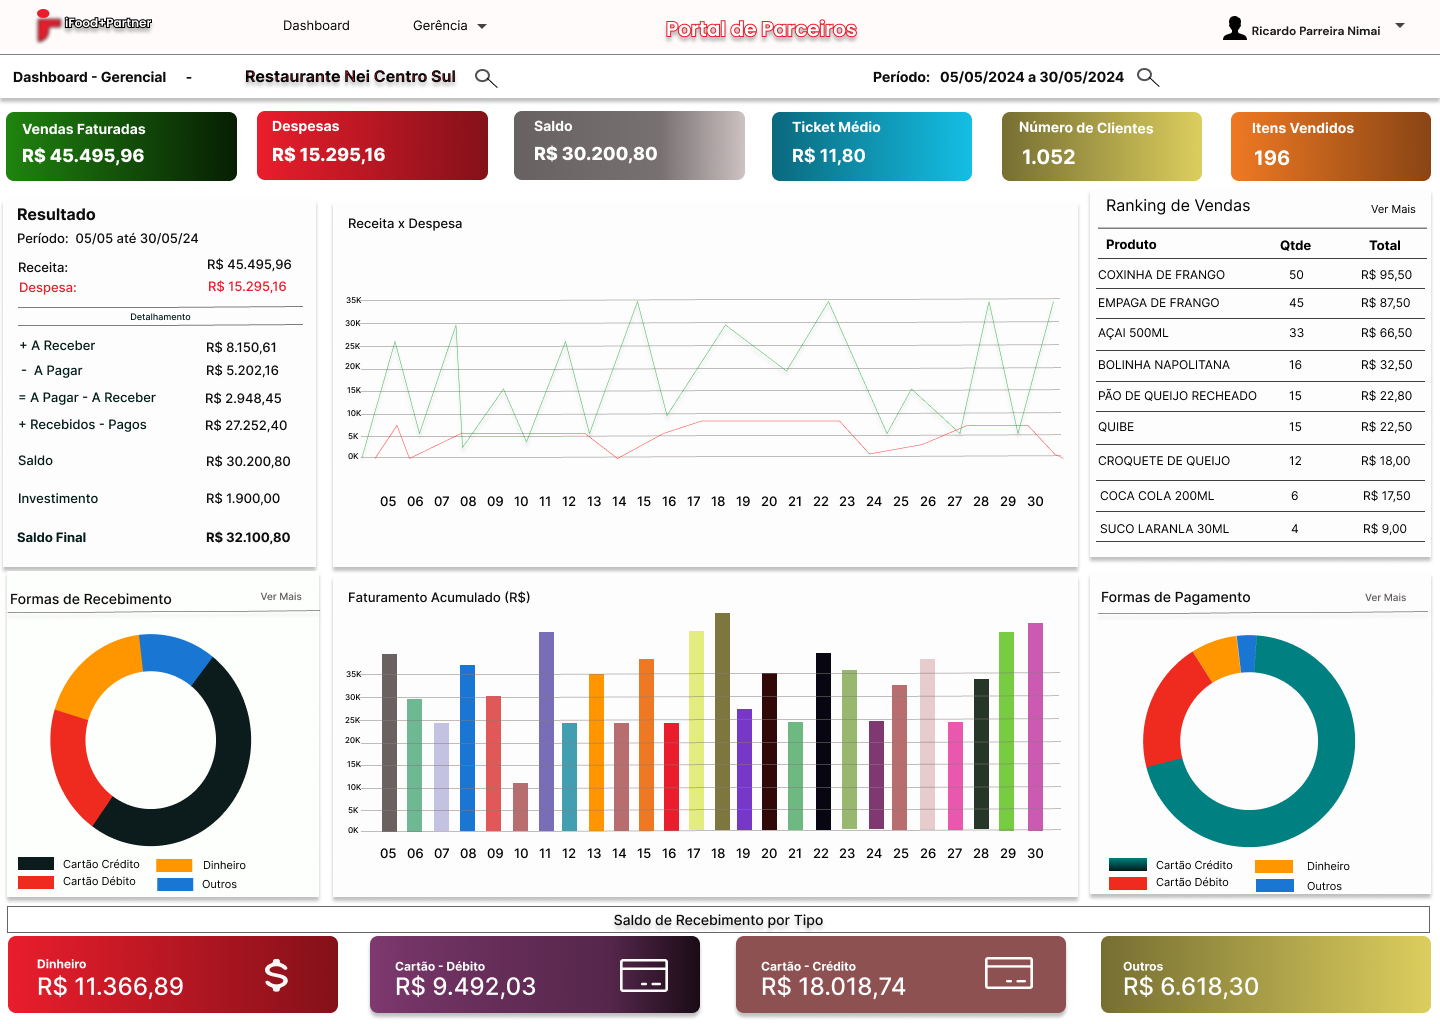 iFood+Partner
Dashboard
Gerência
Portal de Parceiros
Ricardo Parreira Nimai
Dashboard - Gerencial -
Restaurante Nei Centro Sul
Período: 05/05/2024 a 30/05/2024
Vendas Faturadas
R$ 45.495,96
Despesas
R$ 15.295,16
Saldo
R$ 30.200,80
Ticket Médio
R$ 11,80
Número de Clientes
1.052
Itens Vendidos
196
Resultado
Período: 05/05 até 30/05/24
Receita: R$ 45.495,96
Despesa: R$ 15.295,16
Detalhamento
+ A Receber R$ 8.150,61
- A Pagar R$ 5.202,16
= A Pagar - A Receber R$ 2.948,45
+ Recebidos - Pagos R$ 27.252,40
Saldo R$ 30.200,80
Investimento R$ 1.900,00
Saldo Final R$ 32.100,80
Receita x Despesa
35K
30K
25K
20K
15K
10K
5K
0K
05 06 07 08 09 10 11 12 13 14 15 16 17 18 19 20 21 22 23 24 25 26 27 28 29 30
Ranking de Vendas
Ver Mais
Produto Qtde Total
COXINHA DE FRANGO 50 R$ 95,50
EMPAGA DE FRANGO 45 R$ 87,50
AÇAI 500ML 33 R$ 66,50
BOLINHA NAPOLITANA 16 R$ 32,50
PÃO DE QUEIJO RECHEADO 15 R$ 22,80
QUIBE 15 R$ 22,50
CROQUETE DE QUEIJO 12 R$ 18,00
COCA COLA 200ML 6 R$ 17,50
SUCO LARANLA 30ML 4 R$ 9,00
Formas de Recebimento
Ver Mais
Cartão Crédito
Dinheiro
Cartão Débito
Outros
Faturamento Acumulado (R$)
35K
30K
25K
20K
15K
10K
5K
0K
05 06 07 08 09 10 11 12 13 14 15 16 17 18 19 20 21 22 23 24 25 26 27 28 29 30
Formas de Pagamento
Ver Mais
Cartão Crédito
Dinheiro
Cartão Débito
Outros
Saldo de Recebimento por Tipo
Dinheiro
R$ 11.366,89
$
Cartão - Débito
R$ 9.492,03
Cartão - Crédito
R$ 18.018,74
Outros
R$ 6.618,30